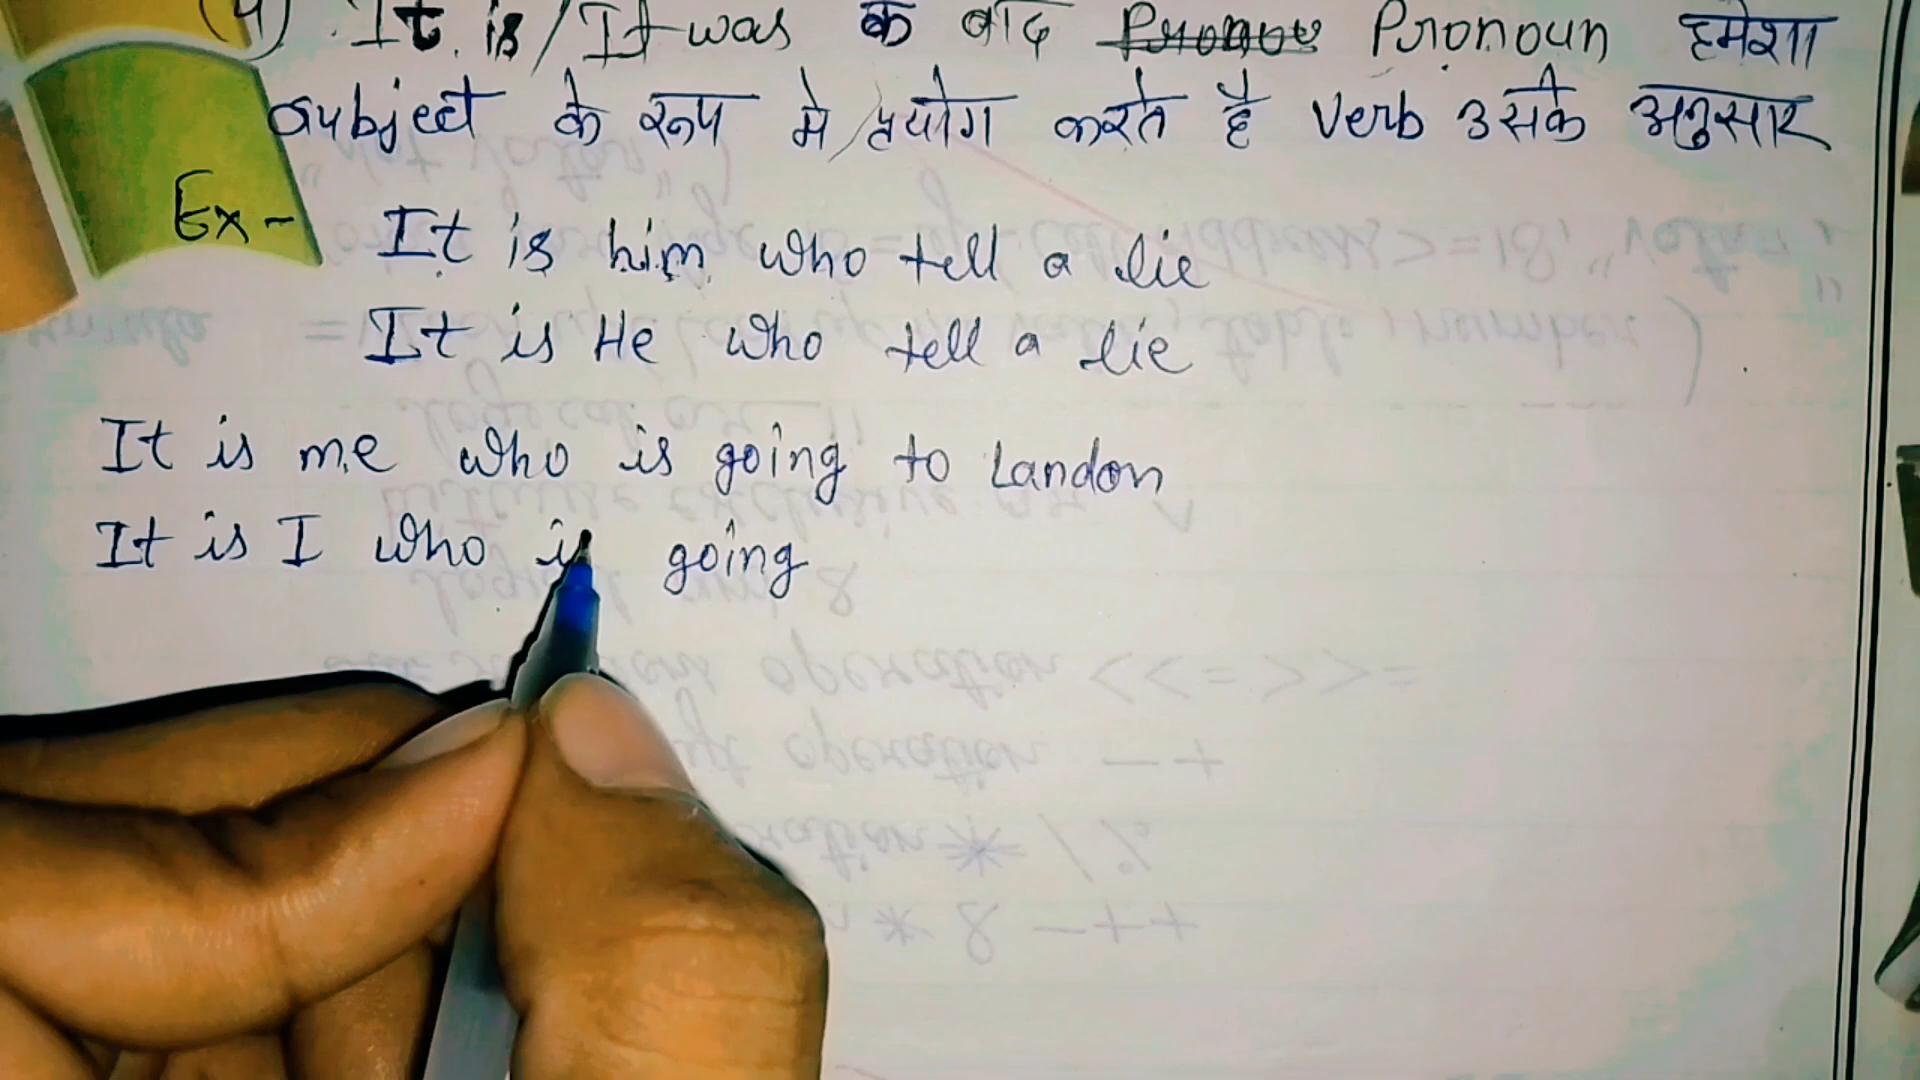 (4) It is / It was के बाद Pronoun हमेशा
subject के रूप मे प्रयोग करते है verb उसके अनुसार
Ex- It is him who tell a lie
It is He who tell a lie
It is me who is going to Landon
It is I who is going